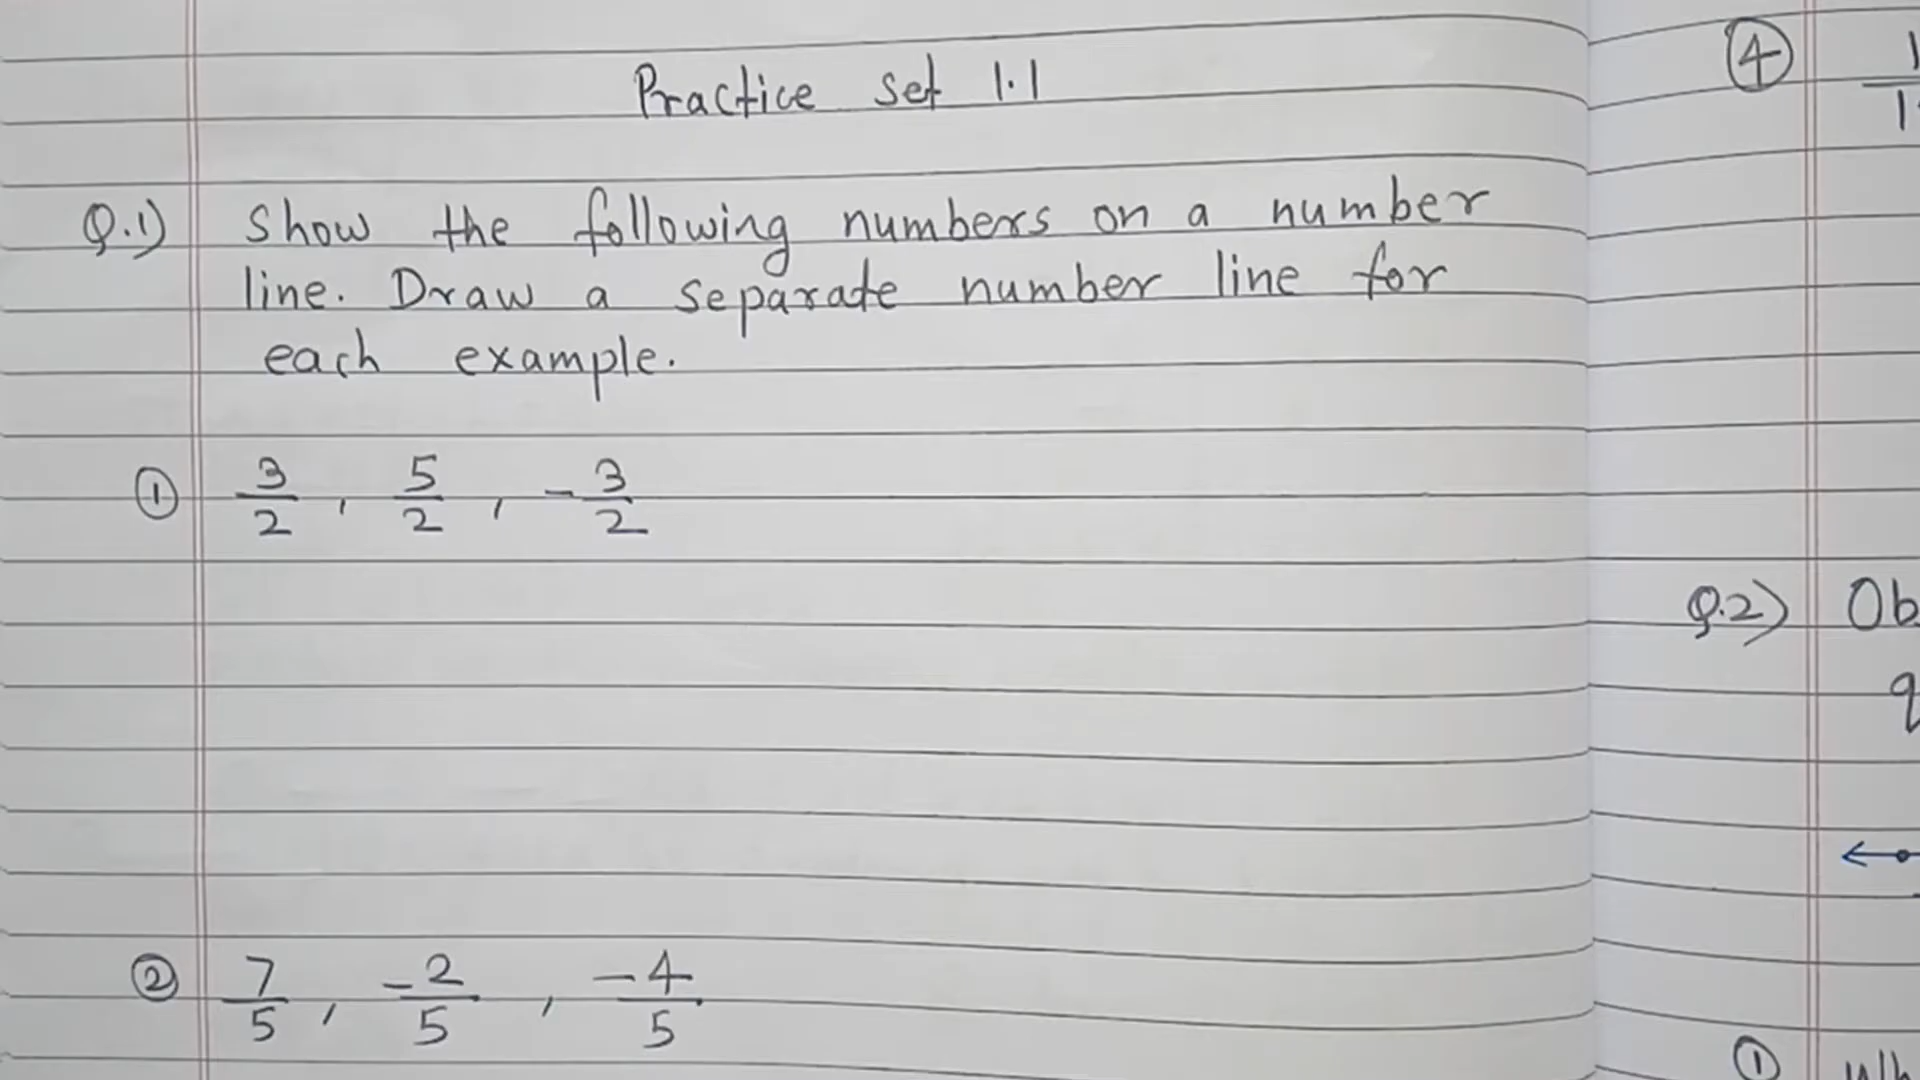 Practice set 1.1
Q.1) Show the following numbers on a number
line. Draw a separate number line for
each example.
① 3/2 , 5/2 , -3/2
② 7/5 , -2/5 , -4/5
④
Q.2)
①